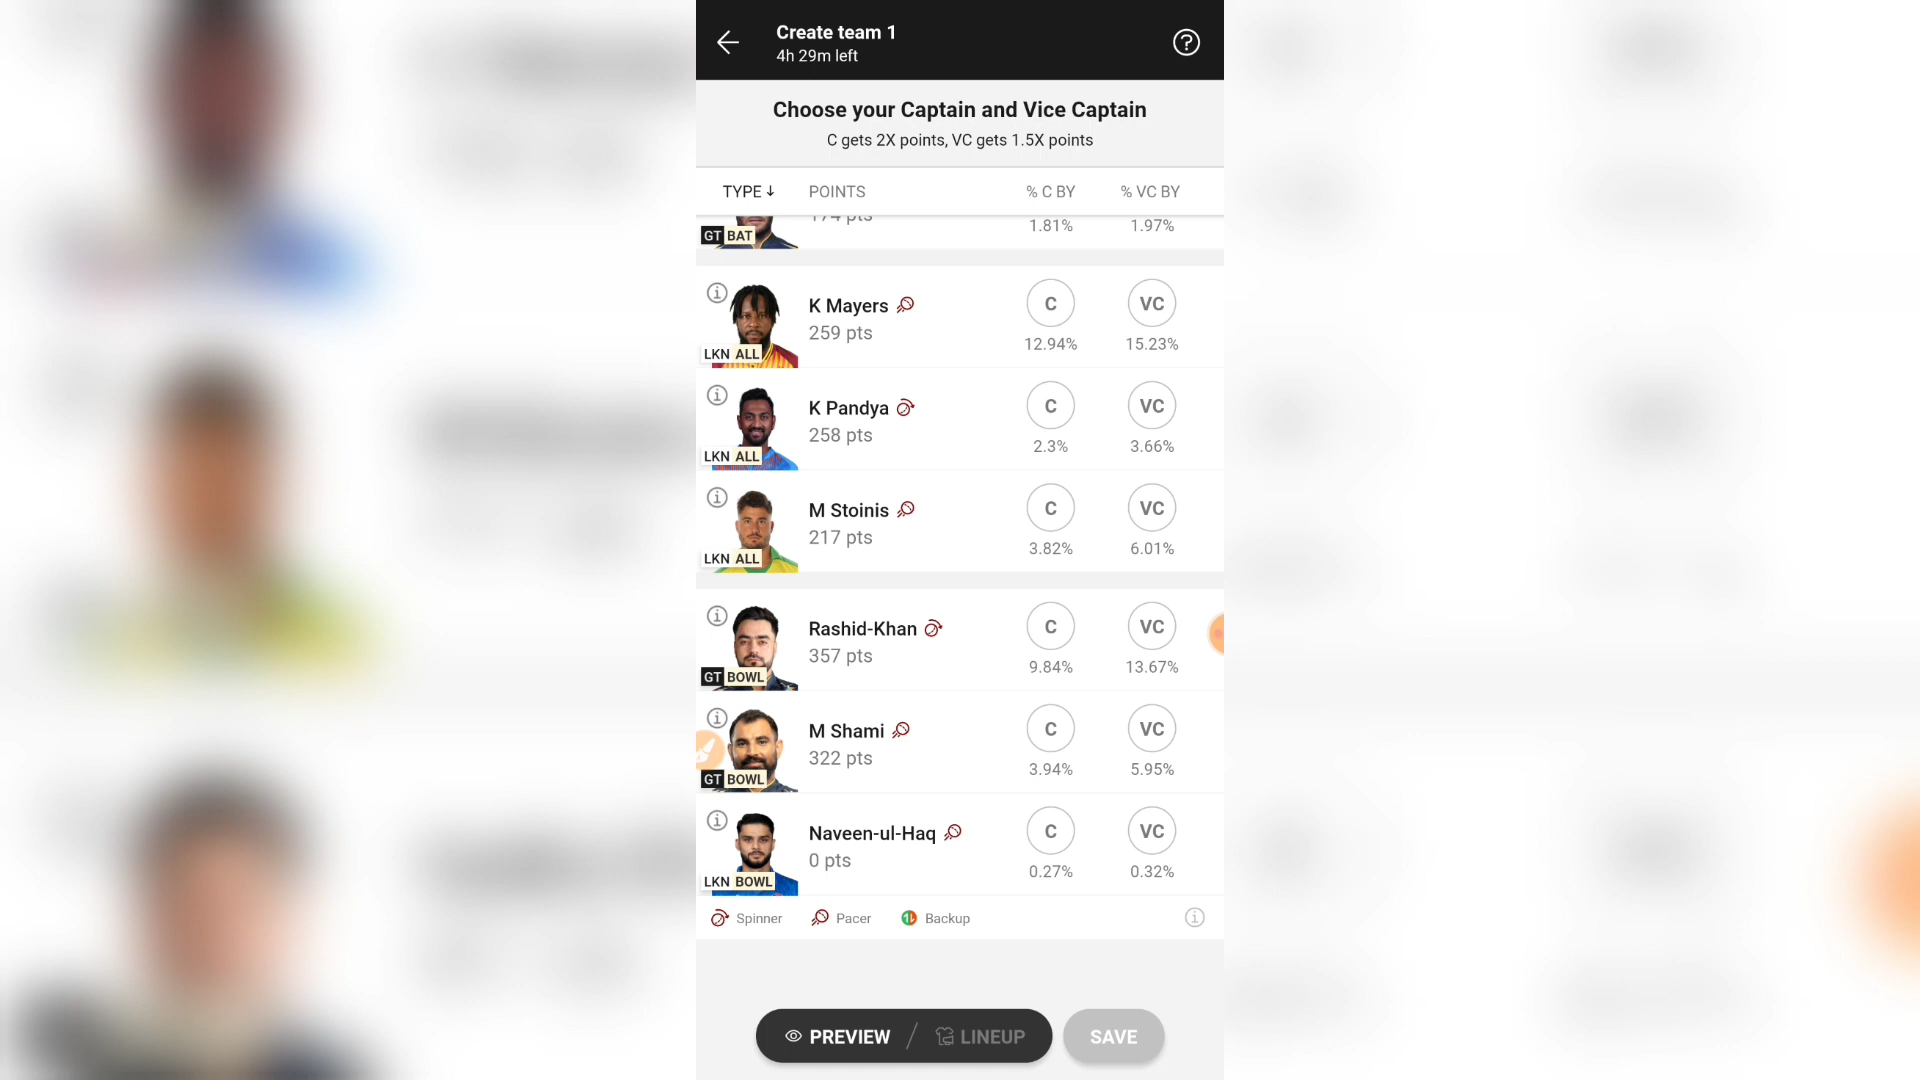 Create team 1
4h 29m left
Choose your Captain and Vice Captain
C gets 2X points, VC gets 1.5X points
TYPE POINTS % C BY % VC BY
174 pts
1.81% 1.97%
GT BAT
K Mayers
259 pts
C VC
12.94% 15.23%
LKN ALL
K Pandya
258 pts
C VC
2.3% 3.66%
LKN ALL
M Stoinis
217 pts
C VC
3.82% 6.01%
LKN ALL
Rashid-Khan
357 pts
C VC
9.84% 13.67%
GT BOWL
M Shami
322 pts
C VC
3.94% 5.95%
GT BOWL
Naveen-ul-Haq
0 pts
C VC
0.27% 0.32%
LKN BOWL
Spinner Pacer Backup
PREVIEW / LINEUP SAVE